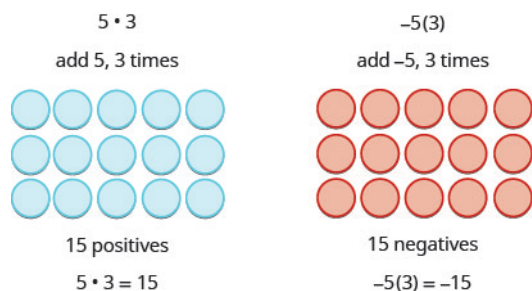 5 • 3
add 5, 3 times
15 positives
5 • 3 = 15
–5(3)
add –5, 3 times
15 negatives
–5(3) = –15